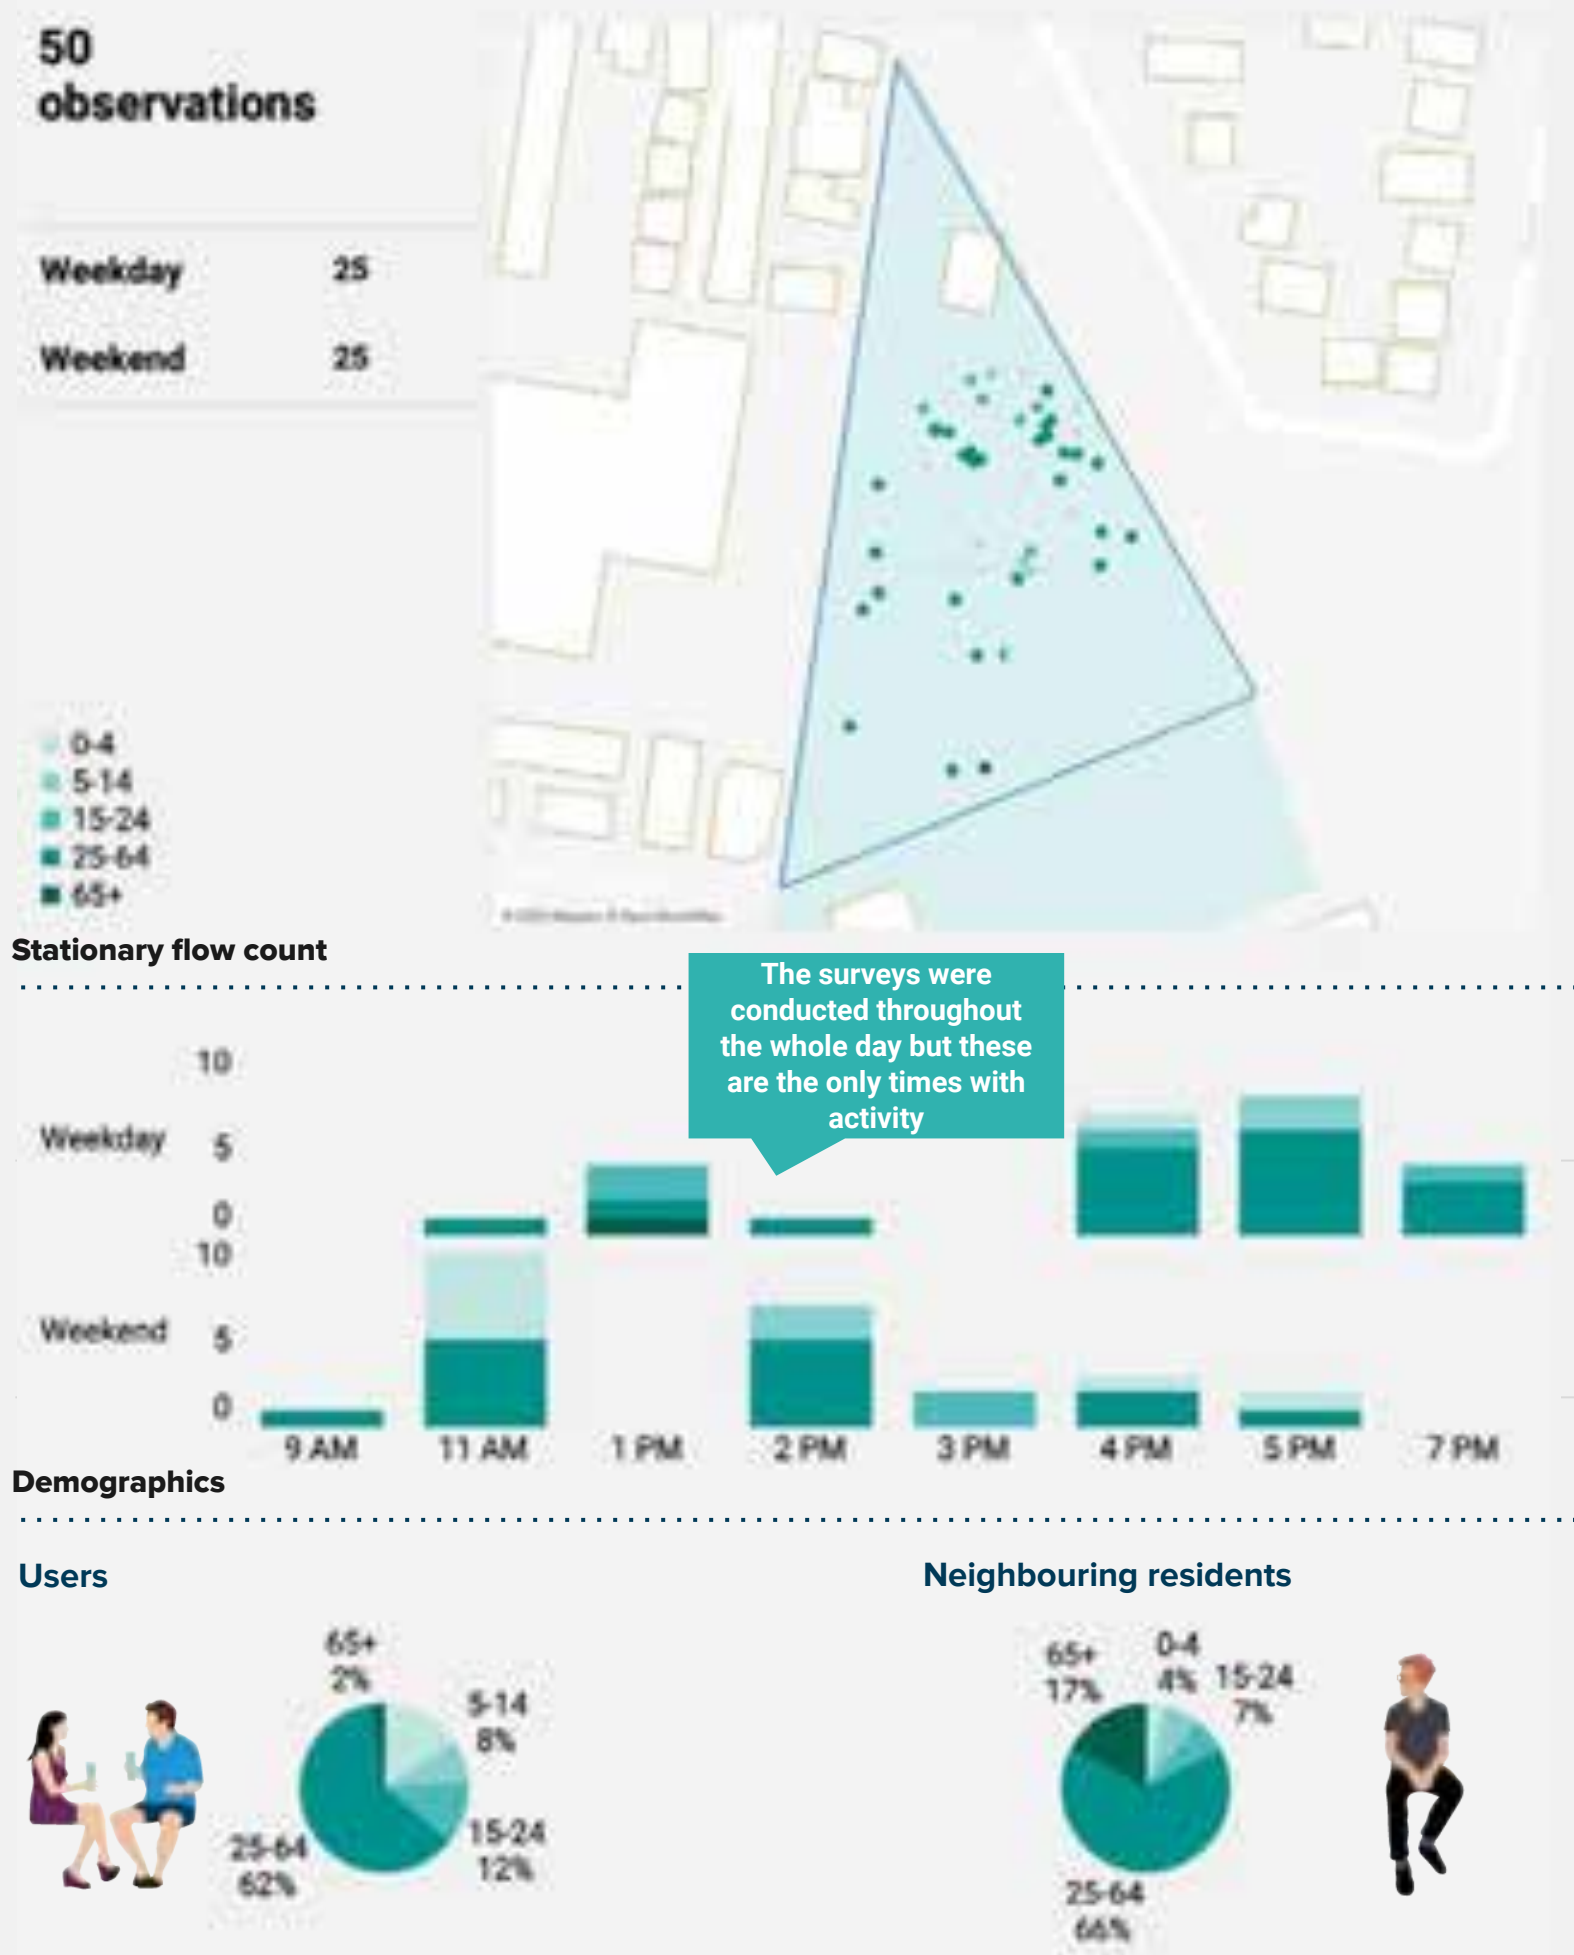 50
observations
Weekday 25
Weekend 25
0-4
5-14
15-24
25-64
65+
Stationary flow count
The surveys were
conducted throughout
the whole day but these
are the only times with
activity
10
Weekday 5
0
10
Weekend 5
0
9 AM 11 AM 1 PM 2 PM 3 PM 4 PM 5 PM 7 PM
Demographics
Users
65+
2%
5-14
8%
15-24
12%
25-64
62%
Neighbouring residents
65+
17%
0-4
4%
15-24
7%
25-64
66%